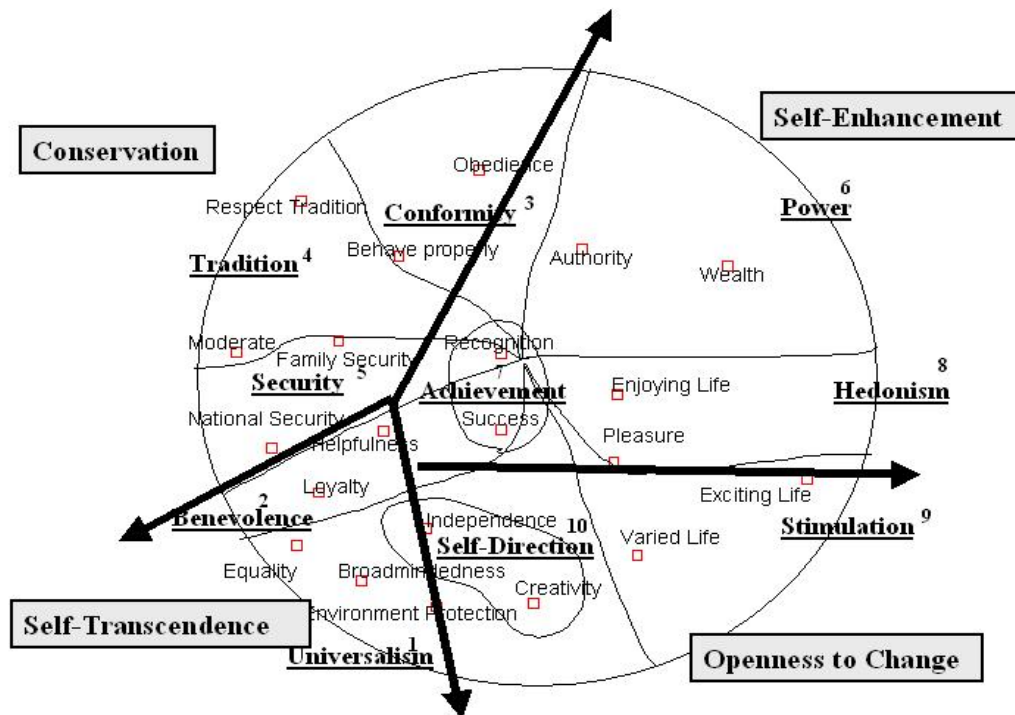 Self-Enhancement
Conservation
Obedience
Respect Tradition
Conformity 3
Power 6
Behave properly
Authority
Wealth
Tradition 4
Moderate
Family Security
Recognition
Security 5
Achievement 7
Enjoying Life
Hedonism 8
National Security
Helpfulness
Success
Pleasure
Loyalty
Exciting Life
Benevolence 2
Independence
Self-Direction 10
Varied Life
Stimulation 9
Equality
Broadmindedness
Creativity
Self-Transcendence
Environment Protection
Universalism 1
Openness to Change